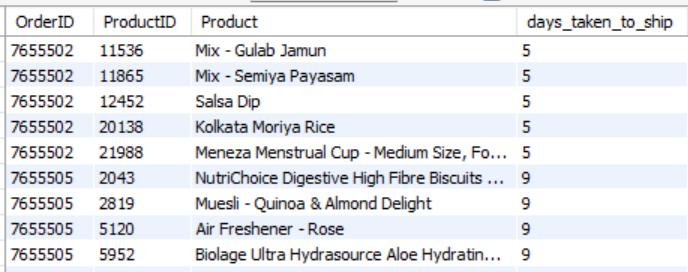 OrderID ProductID Product days_taken_to_ship
7655502 11536 Mix - Gulab Jamun 5
7655502 11865 Mix - Semiya Payasam 5
7655502 12452 Salsa Dip 5
7655502 20138 Kolkata Moriya Rice 5
7655502 21988 Meneza Menstrual Cup - Medium Size, Fo... 5
7655505 2043 NutriChoice Digestive High Fibre Biscuits ... 9
7655505 2819 Muesli - Quinoa & Almond Delight 9
7655505 5120 Air Freshener - Rose 9
7655505 5952 Biolage Ultra Hydrasource Aloe Hydratin... 9